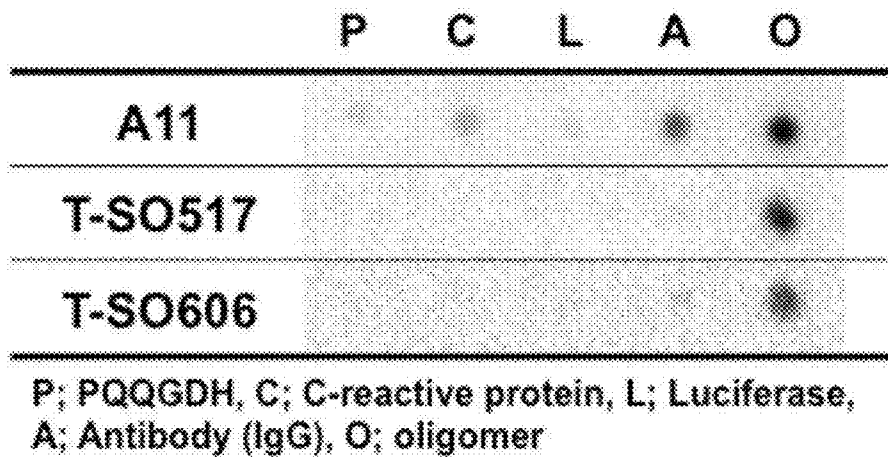 P C L A O
A11
T-SO517
T-SO606
P; PQQGDH, C; C-reactive protein, L; Luciferase,
A; Antibody (IgG), O; oligomer